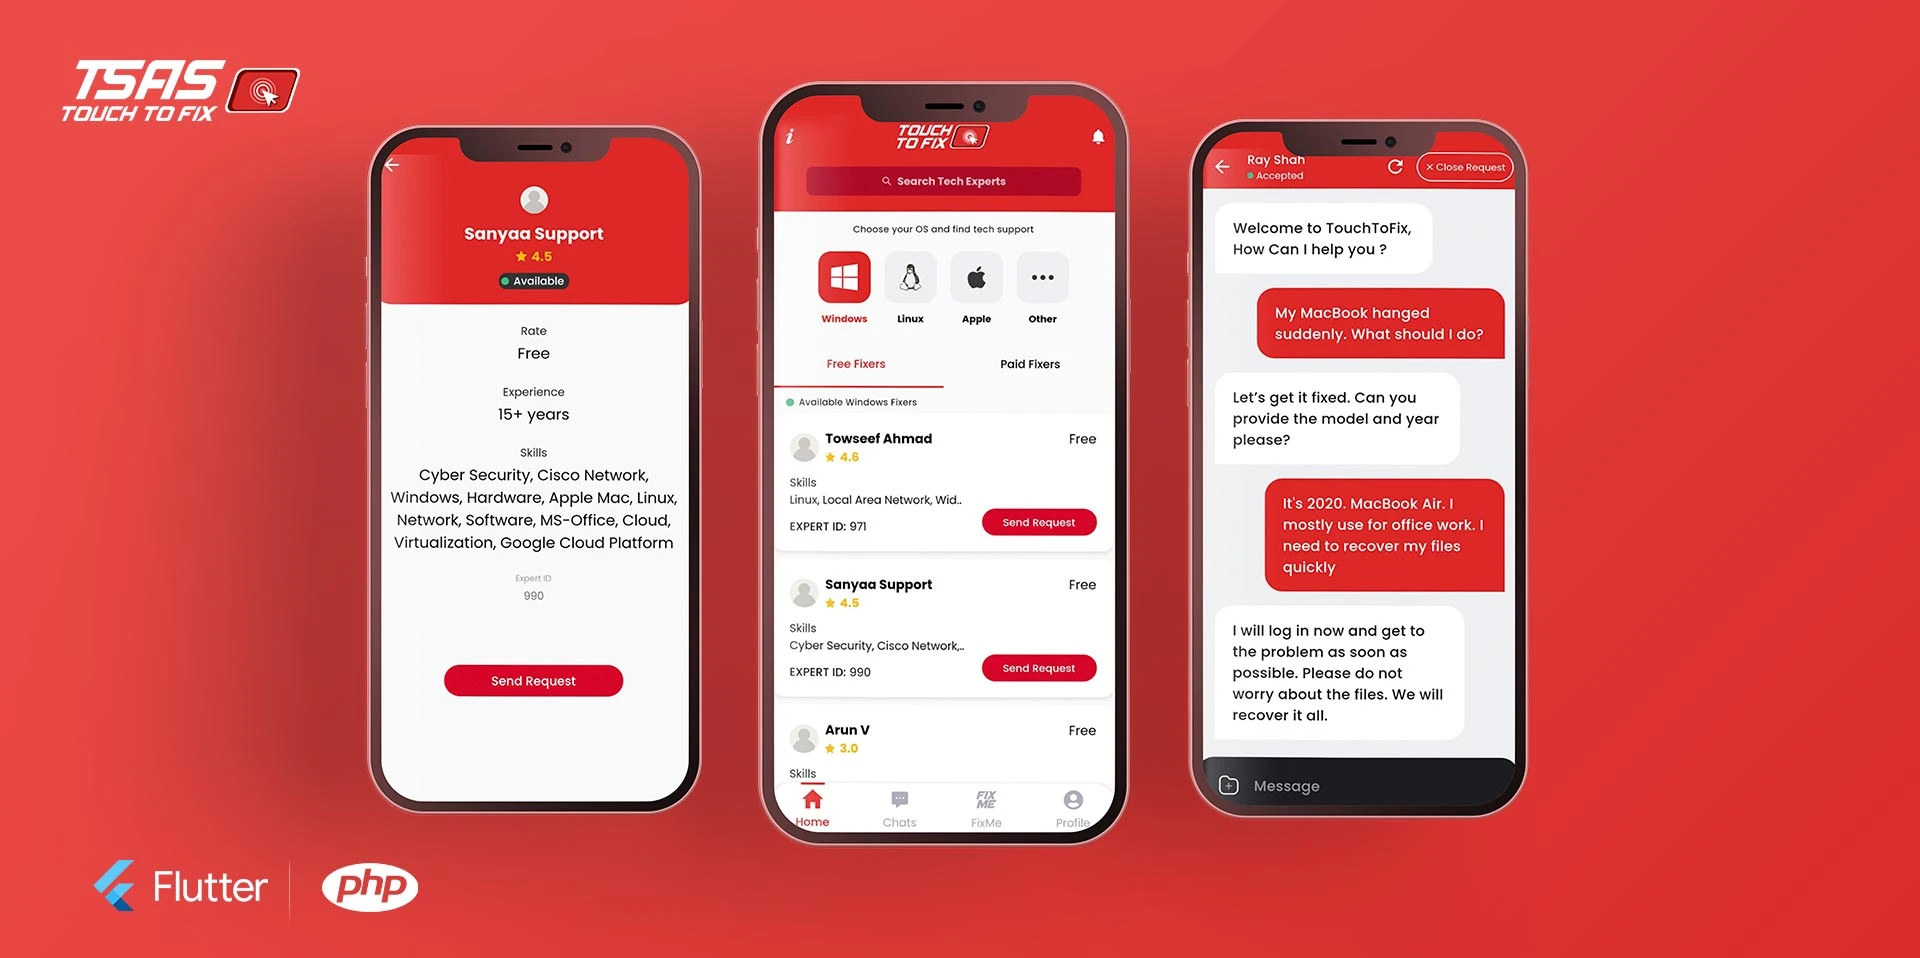 TSAS
TOUCH TO FIX
Sanyaa Support
4.5
Available
Rate
Free
Experience
15+ years
Skills
Cyber Security, Cisco Network,
Windows, Hardware, Apple Mac, Linux,
Network, Software, MS-Office, Cloud,
Virtualization, Google Cloud Platform
Expert ID
990
Send Request
i
TOUCH
TO FIX
Search Tech Experts
Choose your OS and find tech support
Windows
Linux
Apple
Other
Free Fixers
Paid Fixers
Available Windows Fixers
Towseef Ahmad
Free
4.6
Skills
Linux, Local Area Network, Wid..
EXPERT ID: 971
Send Request
Sanyaa Support
Free
4.5
Skills
Cyber Security, Cisco Network,..
EXPERT ID: 990
Send Request
Arun V
Free
3.0
Skills
Home
Chats
FIX
ME
FixMe
Profile
Ray Shah
Accepted
× Close Request
Welcome to TouchToFix,
How Can I help you ?
My MacBook hanged
suddenly. What should I do?
Let’s get it fixed. Can you
provide the model and year
please?
It's 2020. MacBook Air. I
mostly use for office work. I
need to recover my files
quickly
I will log in now and get to
the problem as soon as
possible. Please do not
worry about the files. We will
recover it all.
Message
Flutter
php